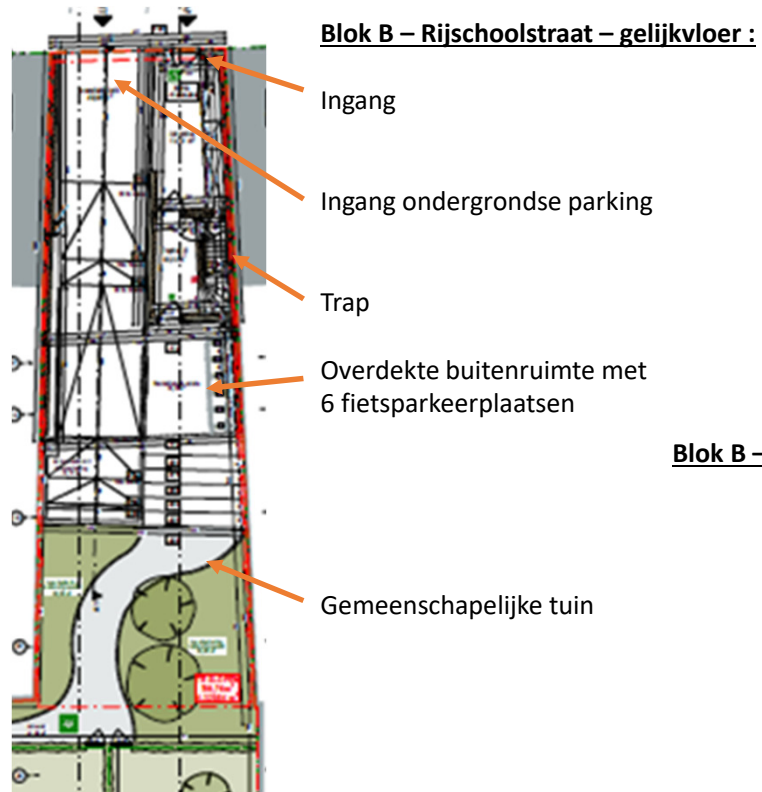 Blok B – Rijschoolstraat – gelijkvloer :
Ingang
Ingang ondergrondse parking
Trap
Overdekte buitenruimte met
6 fietsparkeerplaatsen
Blok B –
Gemeenschapelijke tuin